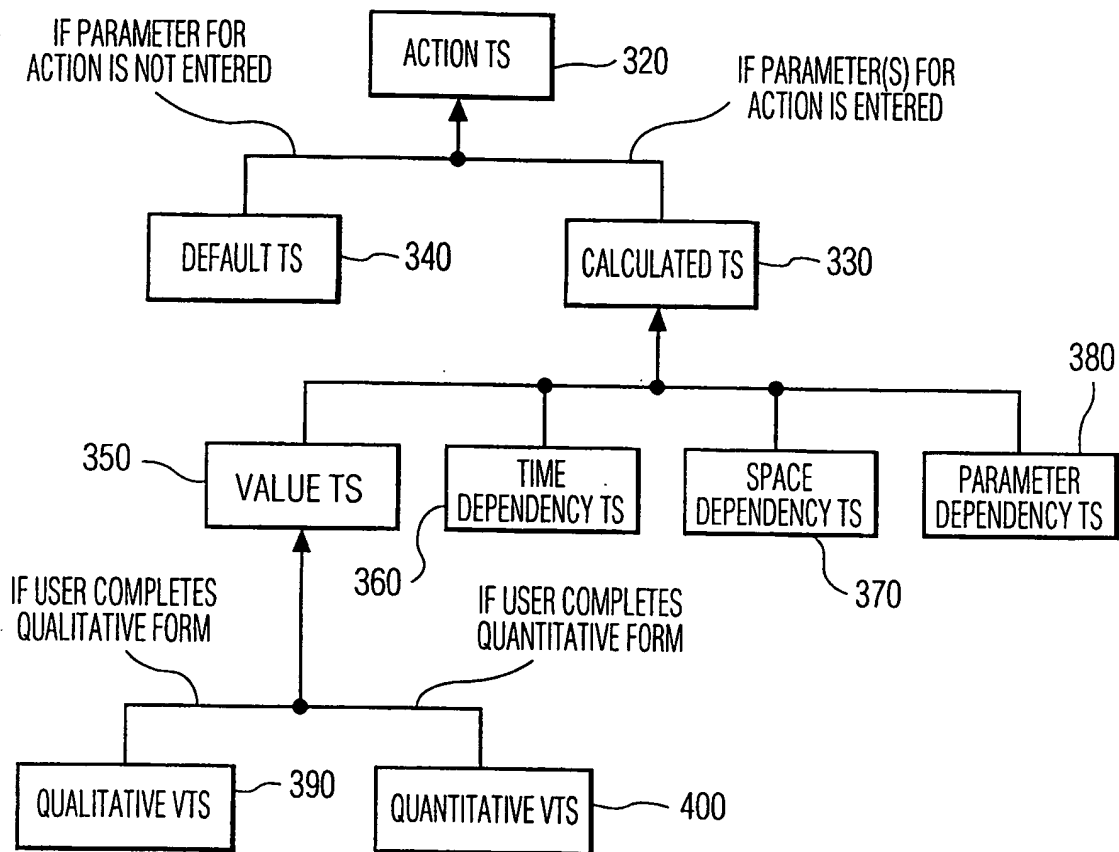 IF PARAMETER FOR
ACTION IS NOT ENTERED
ACTION TS
320
IF PARAMETER(S) FOR
ACTION IS ENTERED
DEFAULT TS
340
CALCULATED TS
330
380
350
VALUE TS
TIME
DEPENDENCY TS
SPACE
DEPENDENCY TS
PARAMETER
DEPENDENCY TS
360
370
IF USER COMPLETES
QUALITATIVE FORM
IF USER COMPLETES
QUANTITATIVE FORM
QUALITATIVE VTS
390
QUANTITATIVE VTS
400